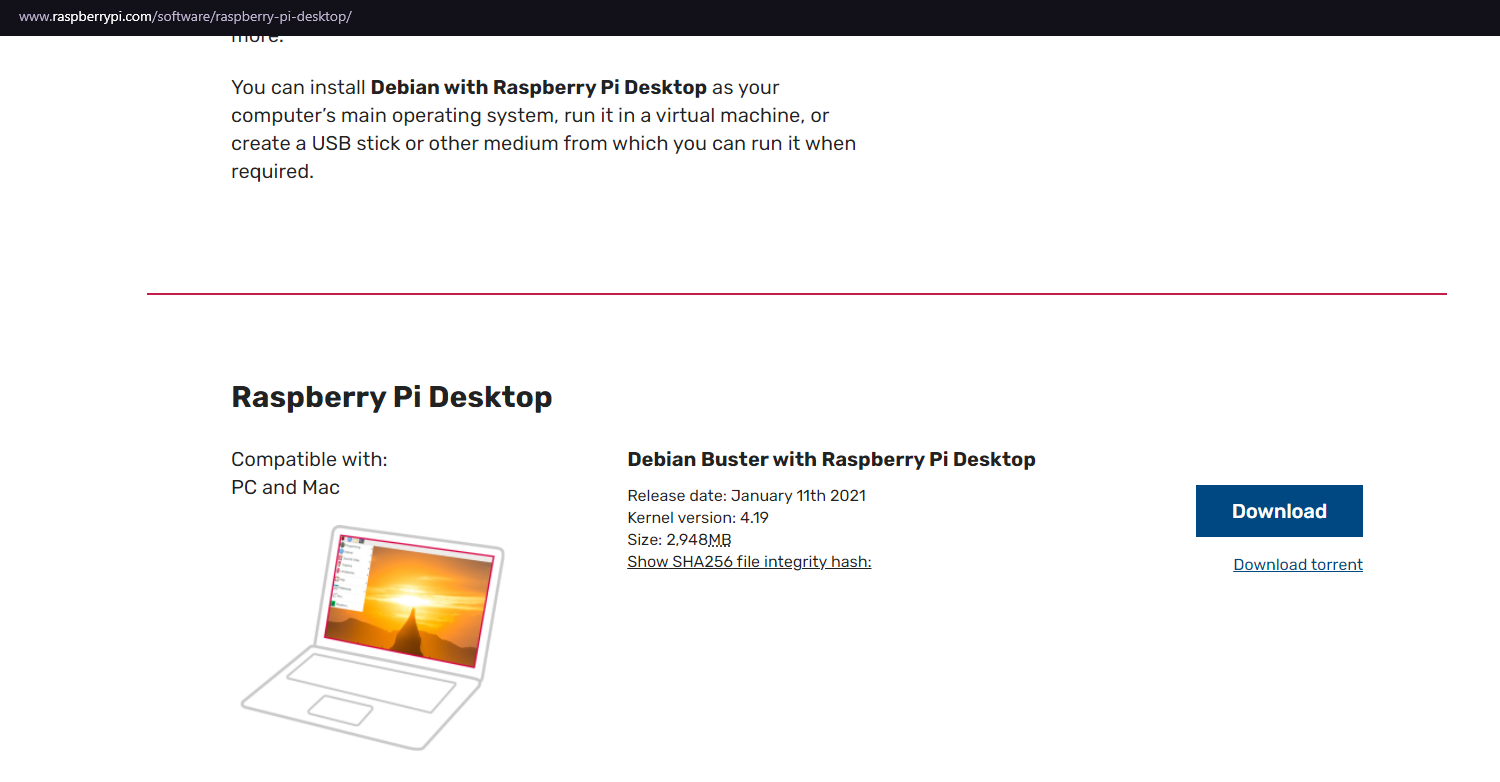 www.raspberrypi.com/software/raspberry-pi-desktop/
more.
You can install Debian with Raspberry Pi Desktop as your
computer’s main operating system, run it in a virtual machine, or
create a USB stick or other medium from which you can run it when
required.
Raspberry Pi Desktop
Compatible with:
PC and Mac
Debian Buster with Raspberry Pi Desktop
Release date: January 11th 2021
Kernel version: 4.19
Size: 2,948MB
Show SHA256 file integrity hash:
Download
Download torrent